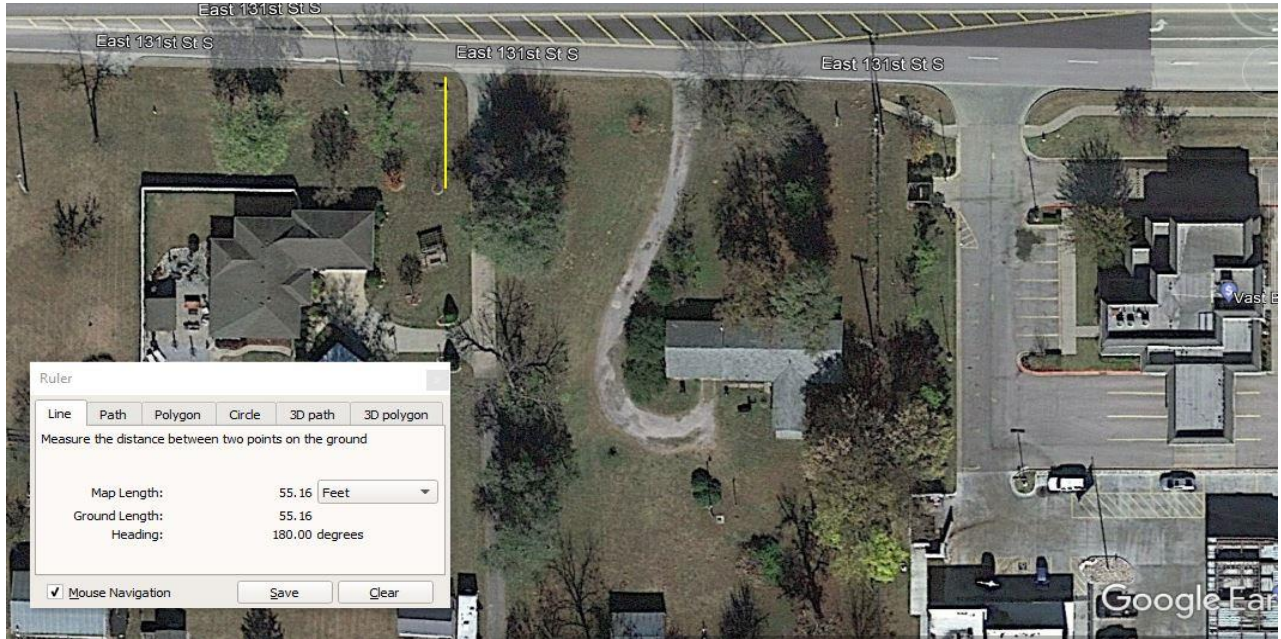 East 131st St S
East 131st St S
East 131st St S
East 131st St S
Vast B
Ruler
Line Path Polygon Circle 3D path 3D polygon
Measure the distance between two points on the ground
Map Length: 55.16 Feet
Ground Length: 55.16
Heading: 180.00 degrees
Mouse Navigation Save Clear
Google Ear